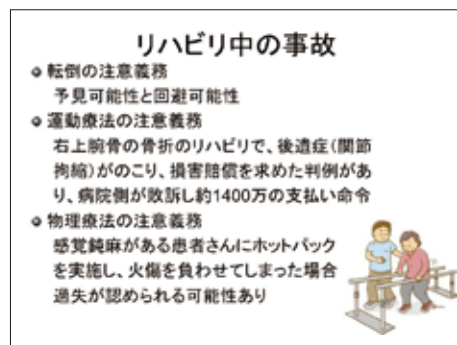 リハビリ中の事故
転倒の注意義務
予見可能性と回避可能性
運動療法の注意義務
右上腕骨の骨折のリハビリで、後遺症(関節
拘縮)がのこり、損害賠償を求めた判例があ
り、病院側が敗訴し約1400万の支払い命令
物理療法の注意義務
感覚鈍麻がある患者さんにホットパック
を実施し、火傷を負わせてしまった場合
過失が認められる可能性あり